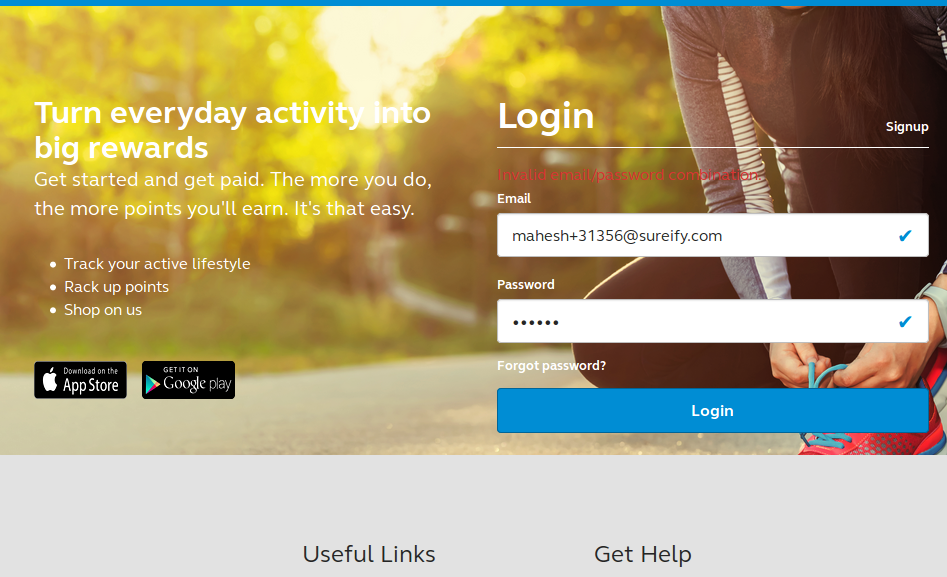 Turn everyday activity into
big rewards
Get started and get paid. The more you do,
the more points you'll earn. It's that easy.
Track your active lifestyle
Rack up points
Shop on us
Download on the
App Store
GET IT ON
Google play
Login
Signup
Invalid email/password combination.
Email
mahesh+31356@sureify.com
Password
••••••
Forgot password?
Login
Useful Links
Get Help